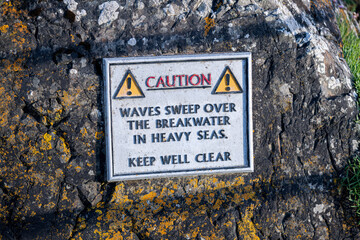 CAUTION
WAVES SWEEP OVER
THE BREAKWATER
IN HEAVY SEAS.
KEEP WELL CLEAR